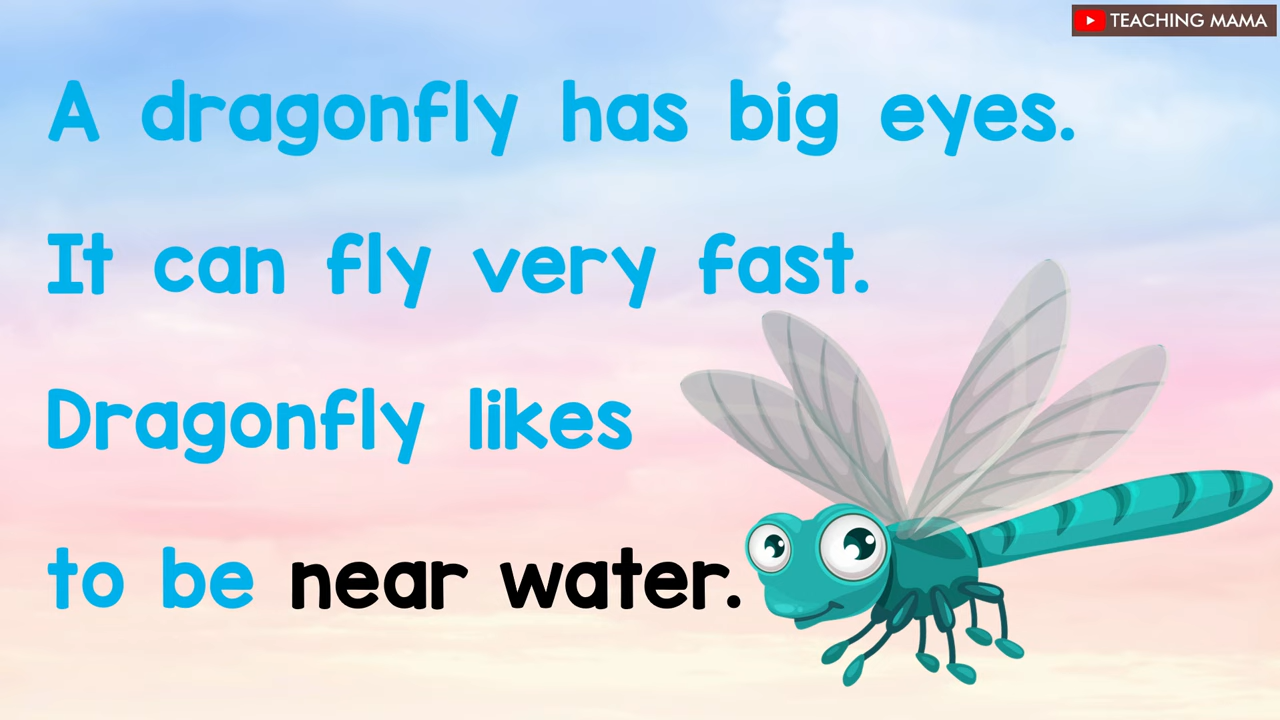 TEACHING MAMA
A dragonfly has big eyes.
It can fly very fast.
Dragonfly likes
to be near water.